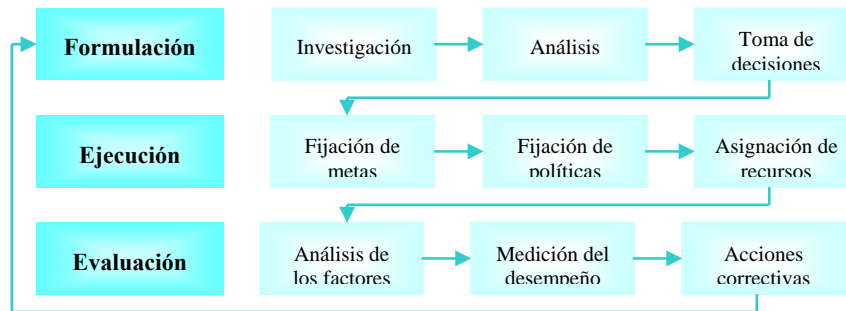 Formulación
Investigación
Análisis
Toma de
decisiones
Ejecución
Fijación de
metas
Fijación de
políticas
Asignación de
recursos
Evaluación
Análisis de
los factores
Medición del
desempeño
Acciones
correctivas